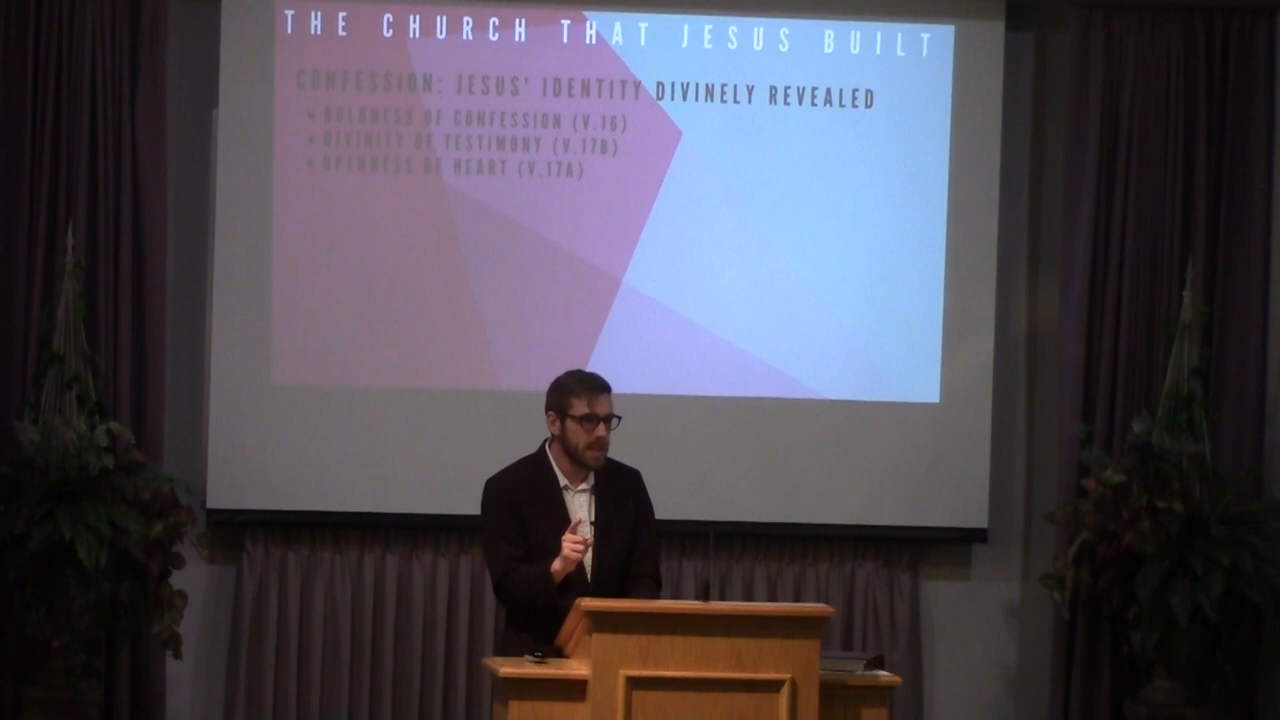 THE CHURCH THAT JESUS BUILT
CONFESSION: JESUS' IDENTITY DIVINELY REVEALED
• BOLDNESS OF CONFESSION (V.16)
• DIVINITY OF TESTIMONY (V.17B)
• OPENNESS OF HEART (V.17A)